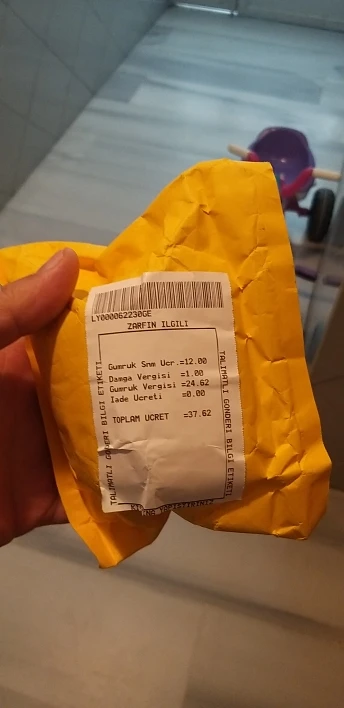 LY000062230GE
ZARFIN ILGILI
Gumruk Snm Ucr.=12.00
Damga Vergisi =1.00
Gumruk Vergisi =24.62
Iade Ucreti =0.00
TOPLAM UCRET =37.62
TALIMATLI GONDERI BILGI ETIKETI
TALIMATLI GONDERI BILGI ETIKETI
YAPISTIRINIZ